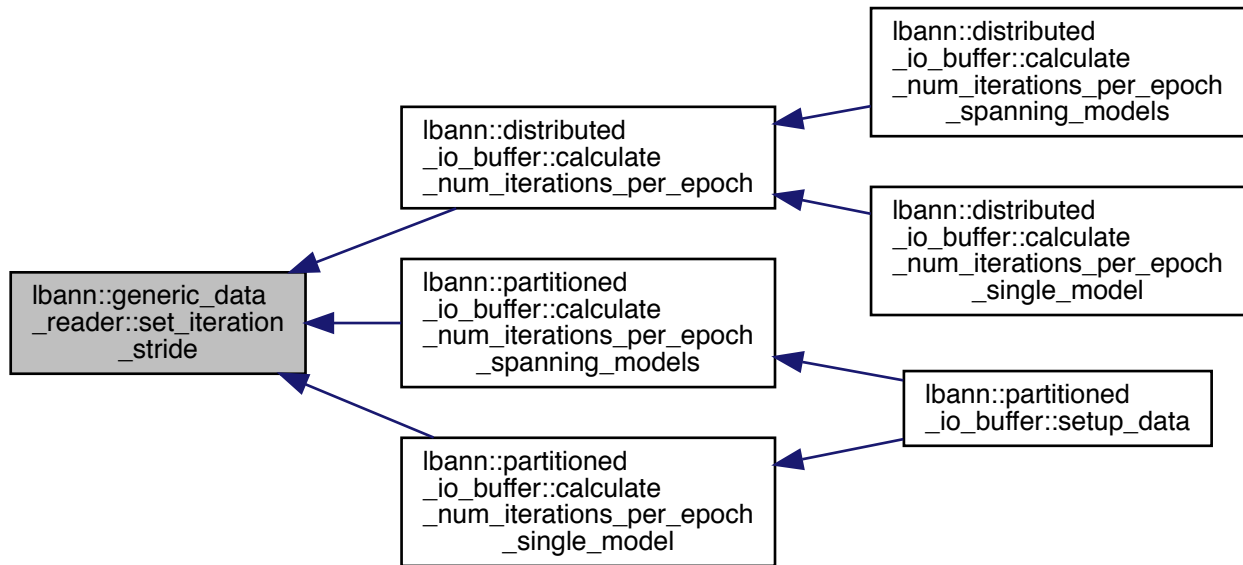 lbann::generic_data
_reader::set_iteration
_stride
lbann::distributed
_io_buffer::calculate
_num_iterations_per_epoch
lbann::partitioned
_io_buffer::calculate
_num_iterations_per_epoch
_spanning_models
lbann::partitioned
_io_buffer::calculate
_num_iterations_per_epoch
_single_model
lbann::distributed
_io_buffer::calculate
_num_iterations_per_epoch
_spanning_models
lbann::distributed
_io_buffer::calculate
_num_iterations_per_epoch
_single_model
lbann::partitioned
_io_buffer::setup_data